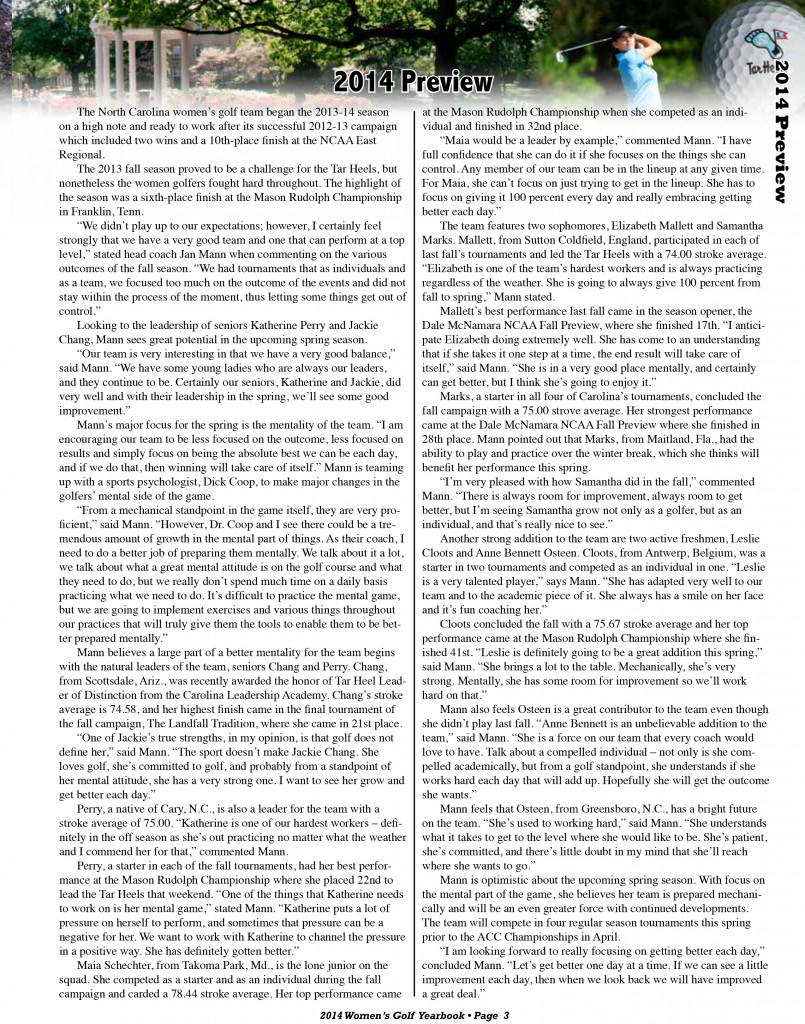 2014 Preview
Tar Hee
2014 Preview
The North Carolina women's golf team began the 2013-14 season
on a high note and ready to work after its successful 2012-13 campaign
which included two wins and a 10th-place finish at the NCAA East
Regional.
The 2013 fall season proved to be a challenge for the Tar Heels, but
nonetheless the women golfers fought hard throughout. The highlight of
the season was a sixth-place finish at the Mason Rudolph Championship
in Franklin, Tenn.
“We didn't play up to our expectations; however, I certainly feel
strongly that we have a very good team and one that can perform at a top
level,” stated head coach Jan Mann when commenting on the various
outcomes of the fall season. “We had tournaments that as individuals and
as a team, we focused too much on the outcome of the events and did not
stay within the process of the moment, thus letting some things get out of
control.”
Looking to the leadership of seniors Katherine Perry and Jackie
Chang, Mann sees great potential in the upcoming spring season.
“Our team is very interesting in that we have a very good balance,”
said Mann. “We have some young ladies who are always our leaders,
and they continue to be. Certainly our seniors, Katherine and Jackie, did
very well and with their leadership in the spring, we'll see some good
improvement.”
Mann's major focus for the spring is the mentality of the team. “I am
encouraging our team to be less focused on the outcome, less focused on
results and simply focus on being the absolute best we can be each day,
and if we do that, then winning will take care of itself.” Mann is teaming
up with a sports psychologist, Dick Coop, to make major changes in the
golfers' mental side of the game.
“From a mechanical standpoint in the game itself, they are very pro-
ficient,” said Mann. “However, Dr. Coop and I see there could be a tre-
mendous amount of growth in the mental part of things. As their coach, I
need to do a better job of preparing them mentally. We talk about it a lot,
we talk about what a great mental attitude is on the golf course and what
they need to do, but we really don't spend much time on a daily basis
practicing what we need to do. It's difficult to practice the mental game,
but we are going to implement exercises and various things throughout
our practices that will truly give them the tools to enable them to be bet-
ter prepared mentally.”
Mann believes a large part of a better mentality for the team begins
with the natural leaders of the team, seniors Chang and Perry. Chang,
from Scottsdale, Ariz., was recently awarded the honor of Tar Heel Lead-
er of Distinction from the Carolina Leadership Academy. Chang's stroke
average is 74.58, and her highest finish came in the final tournament of
the fall campaign, The Landfall Tradition, where she came in 21st place.
“One of Jackie's true strengths, in my opinion, is that golf does not
define her,” said Mann. “The sport doesn't make Jackie Chang. She
loves golf, she's committed to golf, and probably from a standpoint of
her mental attitude, she has a very strong one. I want to see her grow and
get better each day.”
Perry, a native of Cary, N.C., is also a leader for the team with a
stroke average of 75.00. “Katherine is one of our hardest workers – defi-
nitely in the off season as she's out practicing no matter what the weather
and I commend her for that,” commented Mann.
Perry, a starter in each of the fall tournaments, had her best perfor-
mance at the Mason Rudolph Championship where she placed 22nd to
lead the Tar Heels that weekend. “One of the things that Katherine needs
to work on is her mental game,” stated Mann. “Katherine puts a lot of
pressure on herself to perform, and sometimes that pressure can be a
negative for her. We want to work with Katherine to channel the pressure
in a positive way. She has definitely gotten better.”
Maia Schechter, from Takoma Park, Md., is the lone junior on the
squad. She competed as a starter and as an individual during the fall
campaign and carded a 78.44 stroke average. Her top performance came
at the Mason Rudolph Championship when she competed as an indi-
vidual and finished in 32nd place.
“Maia would be a leader by example,” commented Mann. “I have
full confidence that she can do it if she focuses on the things she can
control. Any member of our team can be in the lineup at any given time.
For Maia, she can't focus on just trying to get in the lineup. She has to
focus on giving it 100 percent every day and really embracing getting
better each day.”
The team features two sophomores, Elizabeth Mallett and Samantha
Marks. Mallett, from Sutton Coldfield, England, participated in each of
last fall's tournaments and led the Tar Heels with a 74.00 stroke average.
“Elizabeth is one of the team's hardest workers and is always practicing
regardless of the weather. She is going to always give 100 percent from
fall to spring,” Mann stated.
Mallett's best performance last fall came in the season opener, the
Dale McNamara NCAA Fall Preview, where she finished 17th. “I antici-
pate Elizabeth doing extremely well. She has come to an understanding
that if she takes it one step at a time, the end result will take care of
itself,” said Mann. “She is in a very good place mentally, and certainly
can get better, but I think she's going to enjoy it.”
Marks, a starter in all four of Carolina's tournaments, concluded the
fall campaign with a 75.00 strove average. Her strongest performance
came at the Dale McNamara NCAA Fall Preview where she finished in
28th place. Mann pointed out that Marks, from Maitland, Fla., had the
ability to play and practice over the winter break, which she thinks will
benefit her performance this spring.
“I'm very pleased with how Samantha did in the fall,” commented
Mann. “There is always room for improvement, always room to get
better, but I'm seeing Samantha grow not only as a golfer, but as an
individual, and that's really nice to see.”
Another strong addition to the team are two active freshmen, Leslie
Cloots and Anne Bennett Osteen. Cloots, from Antwerp, Belgium, was a
starter in two tournaments and competed as an individual in one. “Leslie
is a very talented player,” says Mann. “She has adapted very well to our
team and to the academic piece of it. She always has a smile on her face
and it's fun coaching her.”
Cloots concluded the fall with a 75.67 stroke average and her top
performance came at the Mason Rudolph Championship where she fin-
ished 41st. “Leslie is definitely going to be a great addition this spring,”
said Mann. “She brings a lot to the table. Mechanically, she's very
strong. Mentally, she has some room for improvement so we'll work
hard on that.”
Mann also feels Osteen is a great contributor to the team even though
she didn't play last fall. “Anne Bennett is an unbelievable addition to the
team,” said Mann. “She is a force on our team that every coach would
love to have. Talk about a compelled individual – not only is she com-
pelled academically, but from a golf standpoint, she understands if she
works hard each day that will add up. Hopefully she will get the outcome
she wants.”
Mann feels that Osteen, from Greensboro, N.C., has a bright future
on the team. “She's used to working hard,” said Mann. “She understands
what it takes to get to the level where she would like to be. She's patient,
she's committed, and there's little doubt in my mind that she'll reach
where she wants to go.”
Mann is optimistic about the upcoming spring season. With focus on
the mental part of the game, she believes her team is prepared mechani-
cally and will be an even greater force with continued developments.
The team will compete in four regular season tournaments this spring
prior to the ACC Championships in April.
“I am looking forward to really focusing on getting better each day,”
concluded Mann. “Let's get better one day at a time. If we can see a little
improvement each day, then when we look back we will have improved
a great deal.”
2014 Women's Golf Yearbook • Page 3